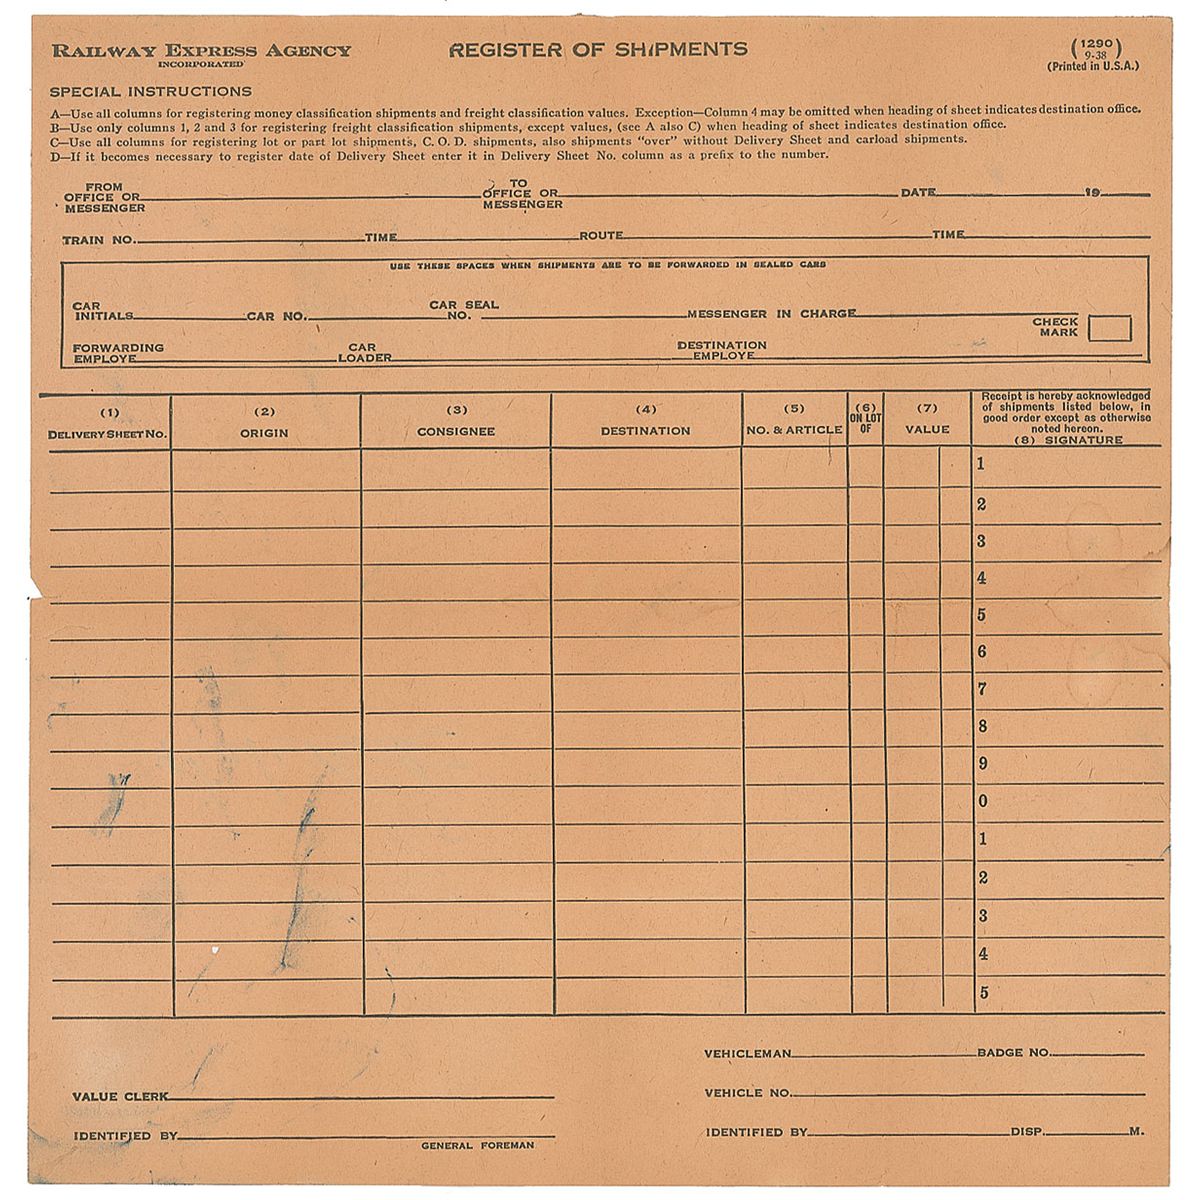 RAILWAY EXPRESS AGENCY
INCORPORATED
REGISTER OF SHIPMENTS
(1290)
9-38
(Printed in U.S.A.)
SPECIAL INSTRUCTIONS
A—Use all columns for registering money classification shipments and freight classification values. Exception—Column 4 may be omitted when heading of sheet indicates destination office.
B—Use only columns 1, 2 and 3 for registering freight classification shipments, except values, (see A also C) when heading of sheet indicates destination office.
C—Use all columns for registering lot or part lot shipments, C. O. D. shipments, also shipments "over" without Delivery Sheet and carload shipments.
D—If it becomes necessary to register date of Delivery Sheet enter it in Delivery Sheet No. column as a prefix to the number.
FROM
OFFICE OR
MESSENGER
TO
OFFICE OR
MESSENGER
DATE 19
TRAIN NO. TIME ROUTE TIME
USE THESE SPACES WHEN SHIPMENTS ARE TO BE FORWARDED IN SEALED CARS
CAR
INITIALS
CAR NO.
CAR SEAL
NO.
MESSENGER IN CHARGE
CHECK
MARK
FORWARDING
EMPLOYE
CAR
LOADER
DESTINATION
EMPLOYE
(1)
DELIVERY SHEET NO.
(2)
ORIGIN
(3)
CONSIGNEE
(4)
DESTINATION
(5)
NO. & ARTICLE
(6)
ON LOT
OF
(7)
VALUE
Receipt is hereby acknowledged
of shipments listed below, in
good order except as otherwise
noted hereon.
(8) SIGNATURE
1
2
3
4
5
6
7
8
9
0
1
2
3
4
5
VEHICLEMAN BADGE NO.
VALUE CLERK
VEHICLE NO.
IDENTIFIED BY
GENERAL FOREMAN
IDENTIFIED BY DISP. M.